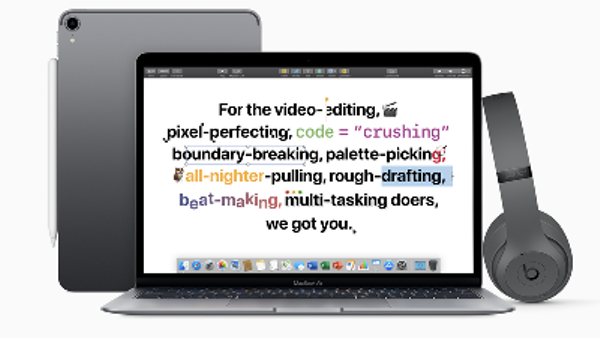 For the video-editing, 🎬
pixel-perfecting, code = "crushing"
boundary-breaking, palette-picking,
🦉all-nighter-pulling, rough-drafting,
beat-making, multi-tasking doers,
we got you.
MacBook Air